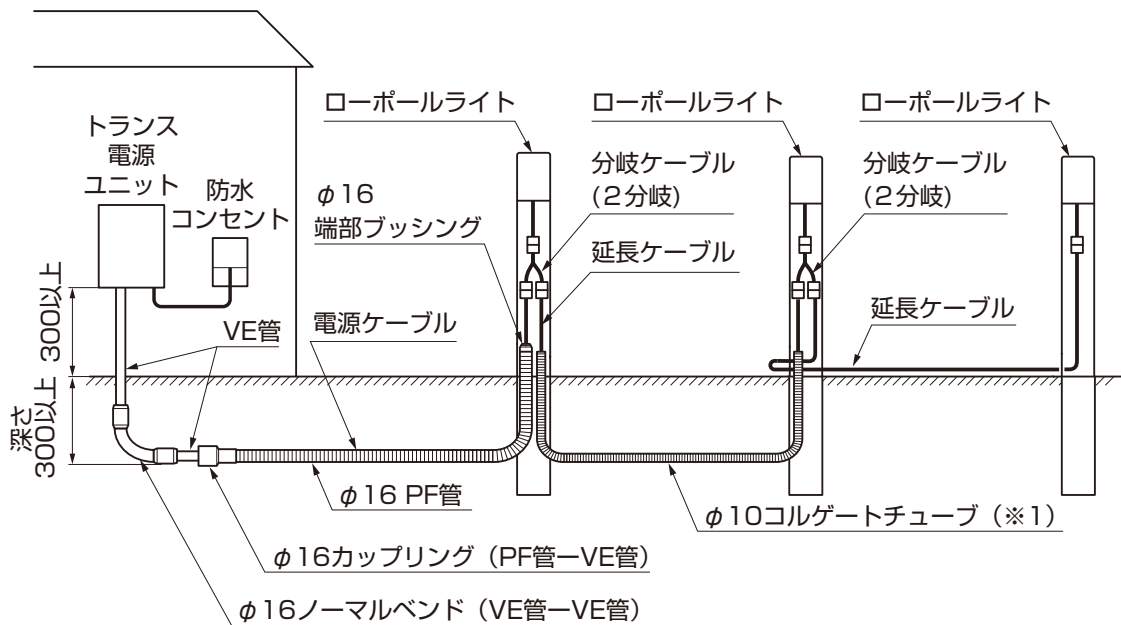 ローポールライト
ローポールライト
ローポールライト
トランス
電源
ユニット
防水
コンセント
φ16
端部ブッシング
分岐ケーブル
(2分岐)
分岐ケーブル
(2分岐)
延長ケーブル
延長ケーブル
300以上
VE管
電源ケーブル
深さ
300以上
φ16 PF管
φ10コルゲートチューブ（※1）
φ16カップリング（PF管ーVE管）
φ16ノーマルベンド（VE管ーVE管）